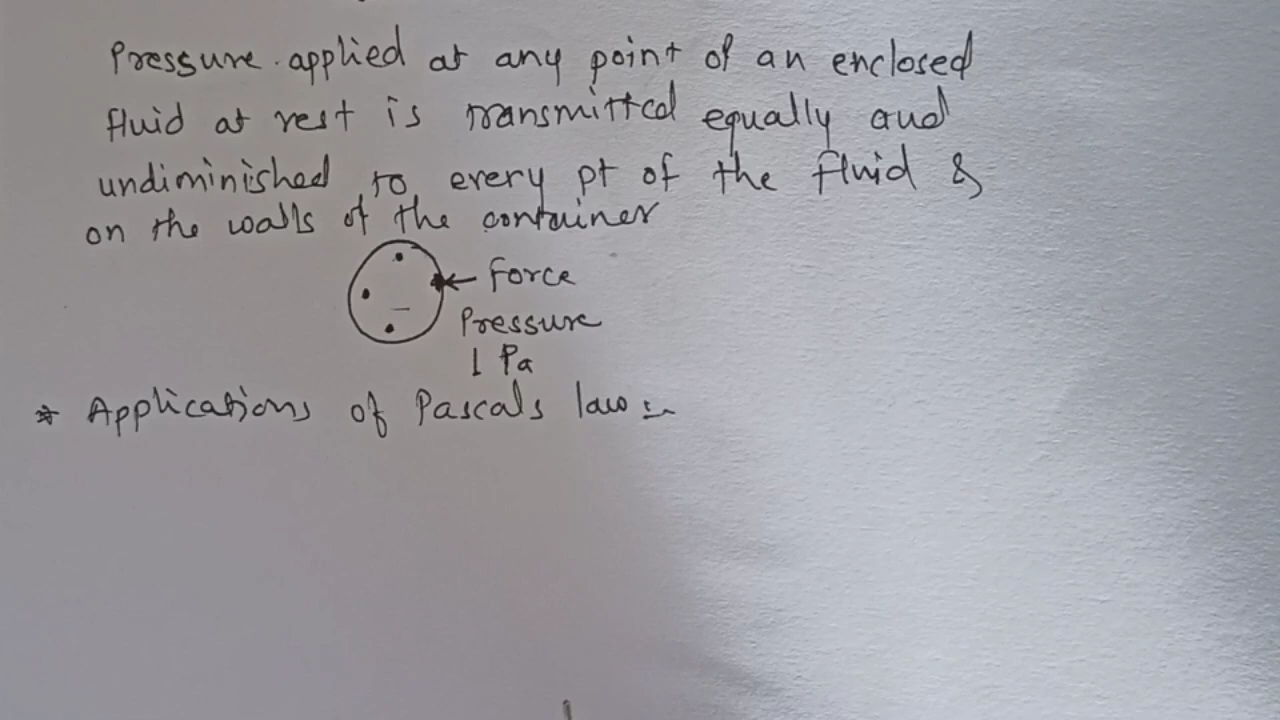 Pressure applied at any point of an enclosed
fluid at rest is transmitted equally and
undiminished to every pt of the fluid &
on the walls of the container
← Force
Pressure
1 Pa
* Applications of Pascals law :-